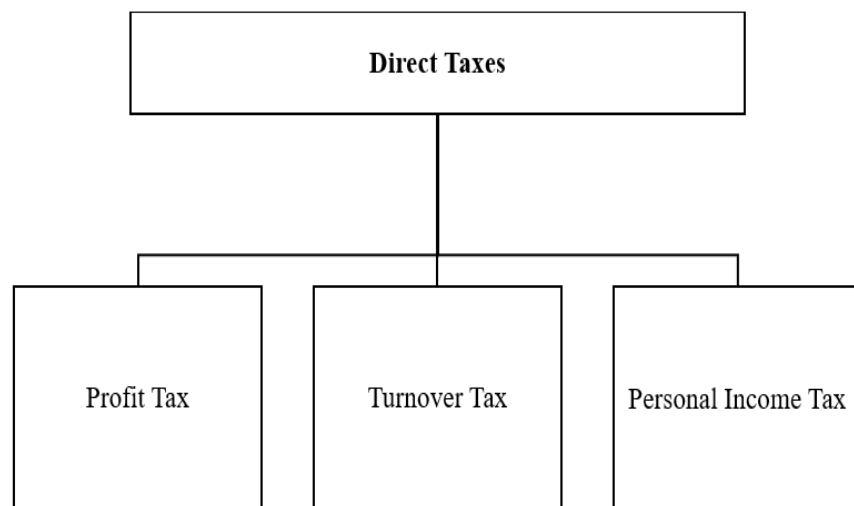 Direct Taxes
Profit Tax
Turnover Tax
Personal Income Tax